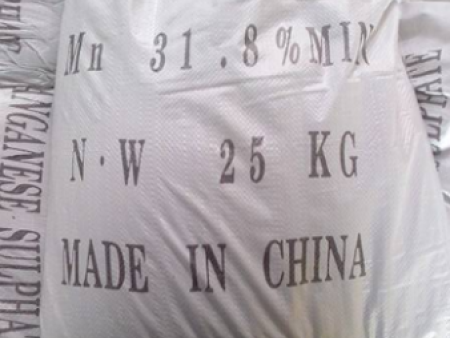 Mn 31.8%MIN
N·W 25 KG
MADE IN CHINA
MANGANESE SULPHA